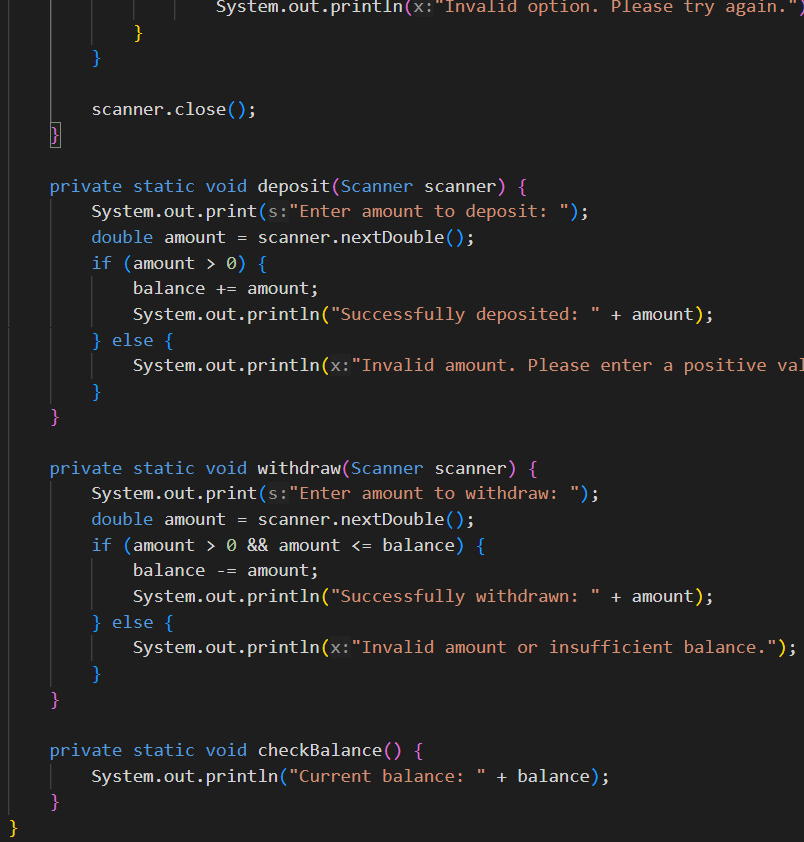 System.out.println(x:"Invalid option. Please try again.")
}
}
scanner.close();
}
private static void deposit(Scanner scanner) {
System.out.print(s:"Enter amount to deposit: ");
double amount = scanner.nextDouble();
if (amount > 0) {
balance += amount;
System.out.println("Successfully deposited: " + amount);
} else {
System.out.println(x:"Invalid amount. Please enter a positive val
}
}
private static void withdraw(Scanner scanner) {
System.out.print(s:"Enter amount to withdraw: ");
double amount = scanner.nextDouble();
if (amount > 0 && amount <= balance) {
balance -= amount;
System.out.println("Successfully withdrawn: " + amount);
} else {
System.out.println(x:"Invalid amount or insufficient balance.");
}
}
private static void checkBalance() {
System.out.println("Current balance: " + balance);
}
}